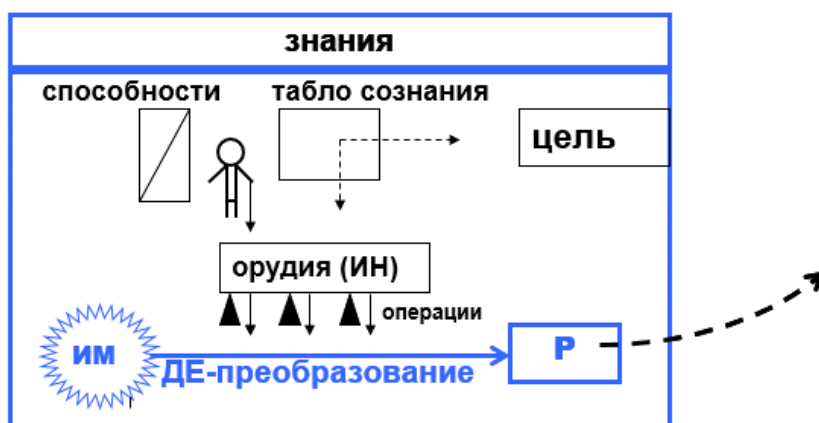 знания
способности
табло сознания
цель
орудия (ИН)
операции
ИМ
ДЕ-преобразование
Р